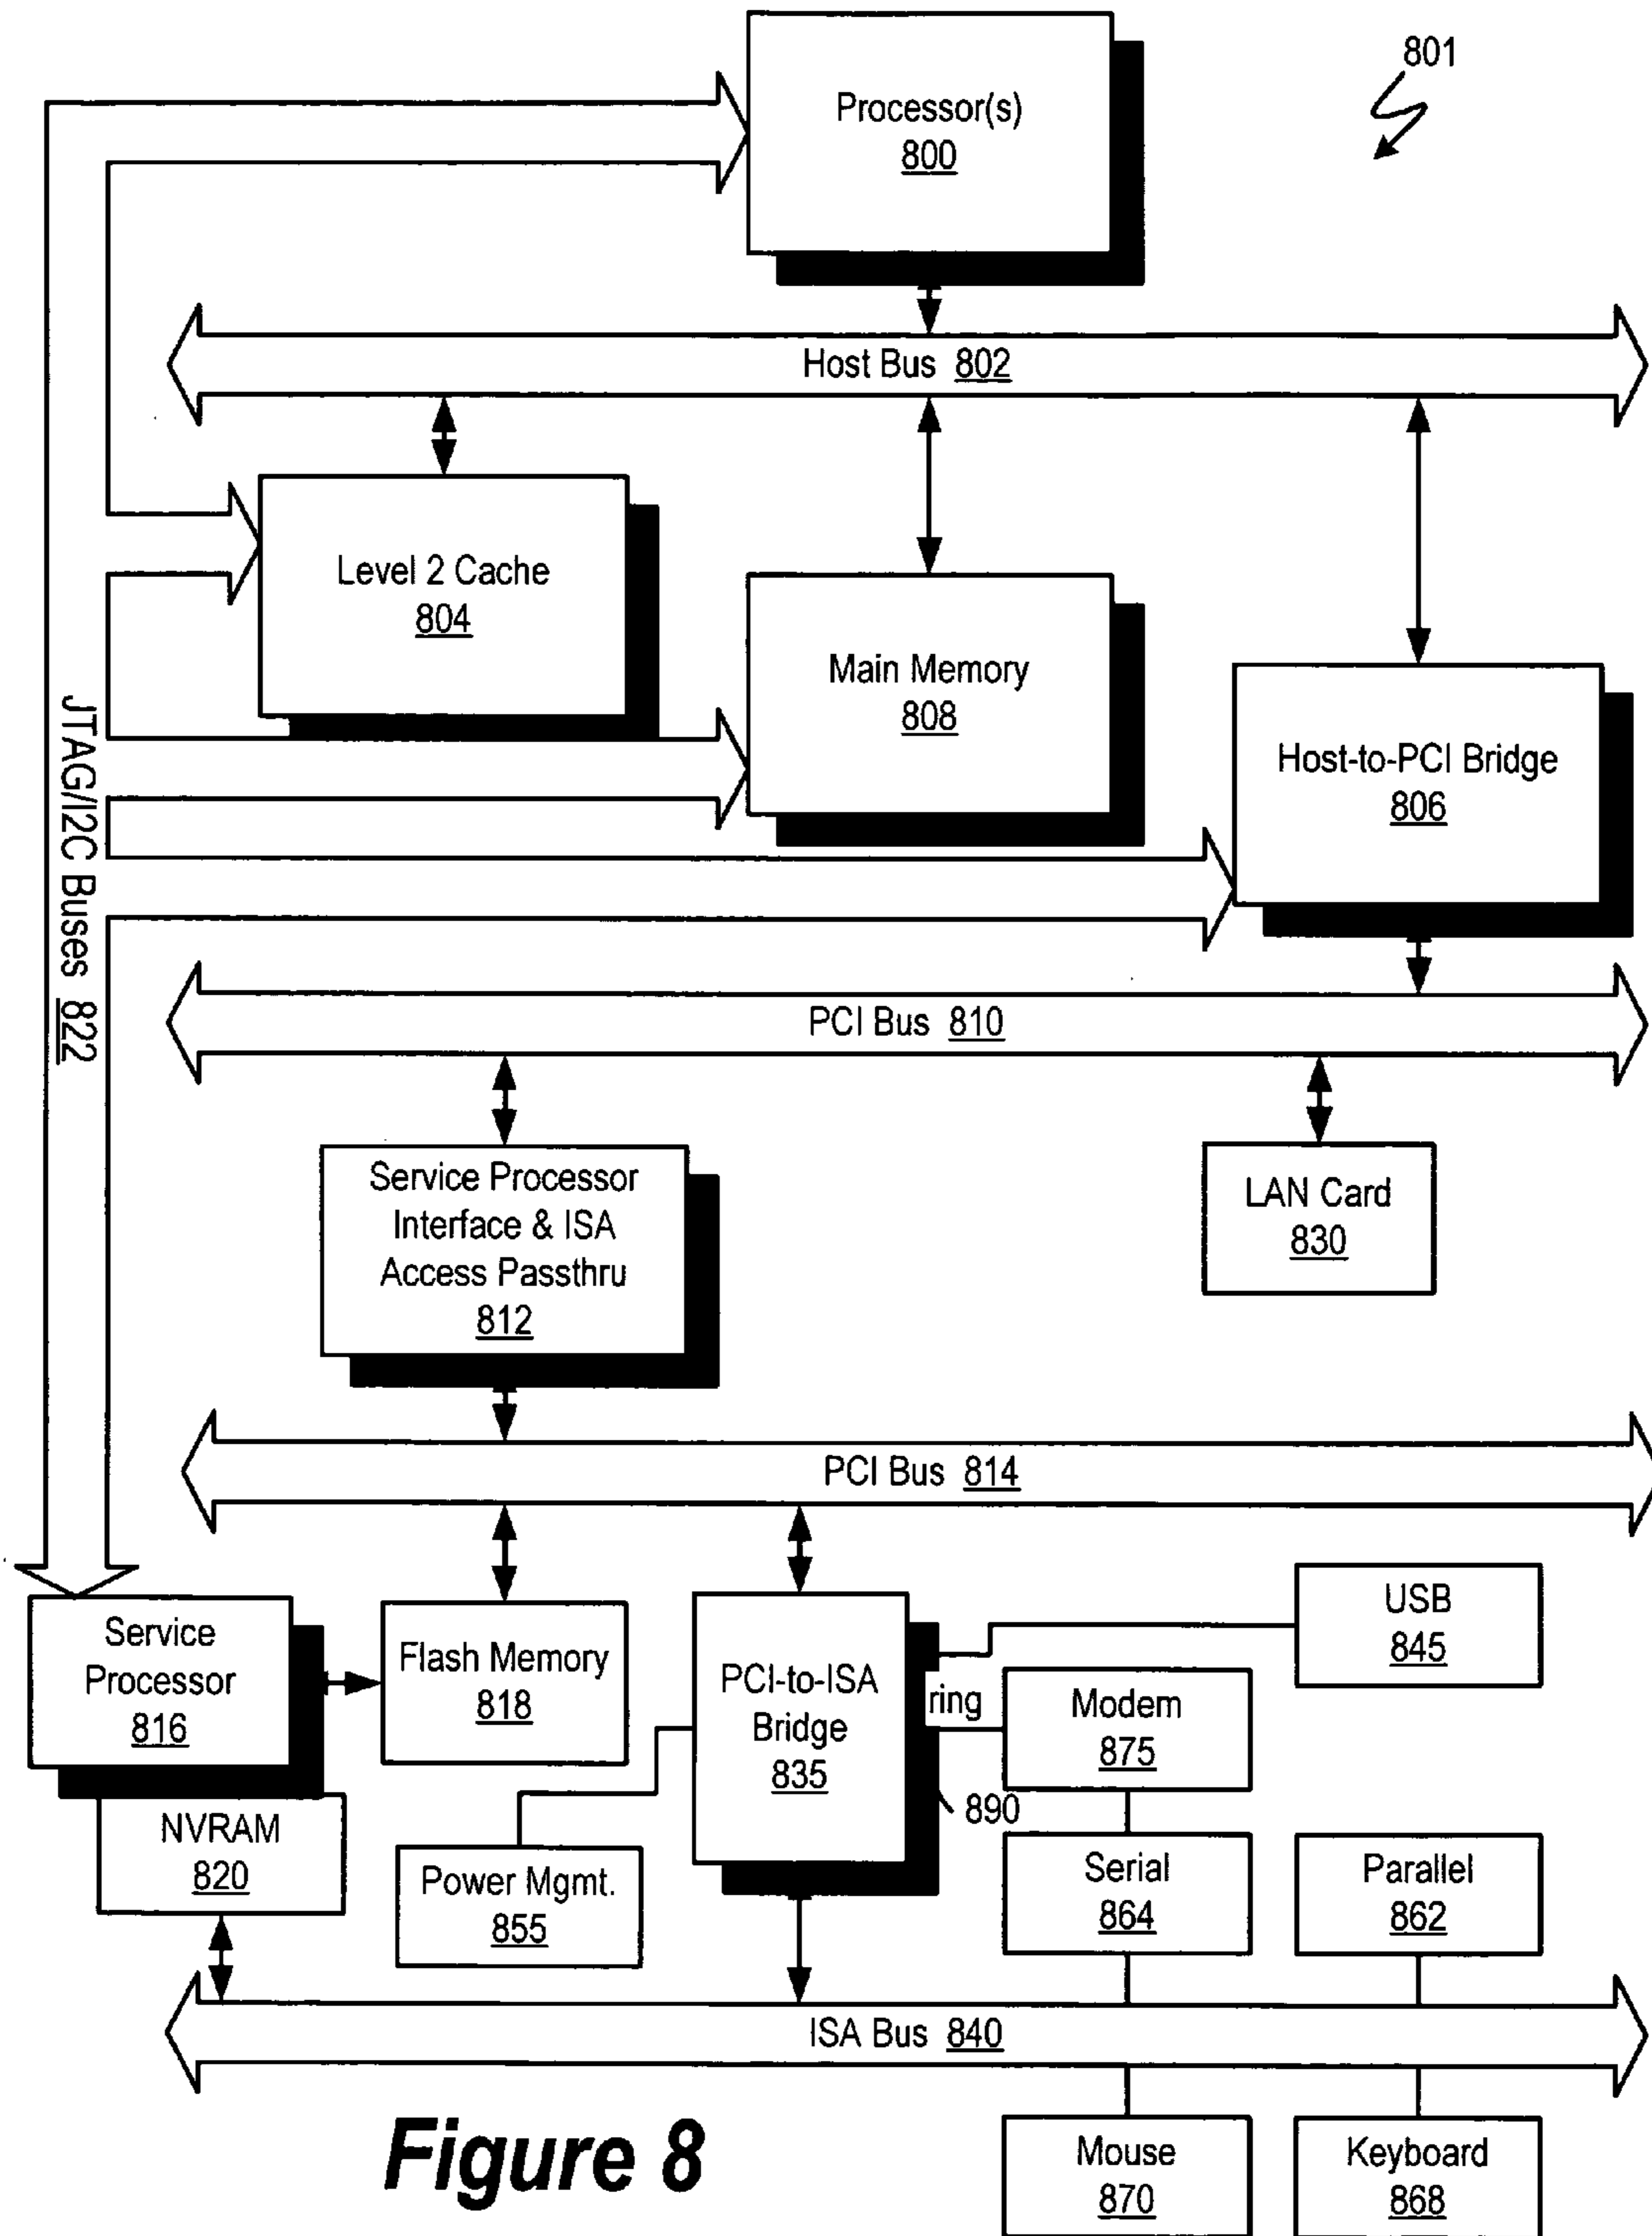 801
Processor(s)
800
Host Bus 802
Level 2 Cache
804
Main Memory
808
Host-to-PCI Bridge
806
JTAG/I2C Buses 822
PCI Bus 810
Service Processor
Interface & ISA
Access Passthru
812
LAN Card
830
PCI Bus 814
Service
Processor
816
Flash Memory
818
PCI-to-ISA
Bridge
835
USB
845
ring
Modem
875
890
NVRAM
820
Power Mgmt.
855
Serial
864
Parallel
862
ISA Bus 840
Mouse
870
Keyboard
868
Figure 8